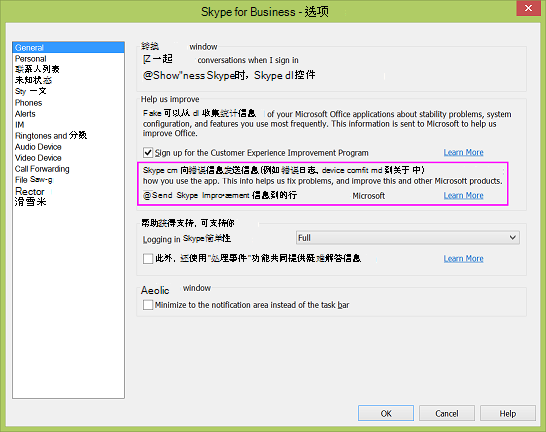 Skype for Business - 选项
General
Personal
联系人列表
未知状态
Sty 一文
Phones
Alerts
IM
Ringtones and 分数
Audio Device
Video Device
Call Forwarding
File Saw-g
Rector
滑雪米
window
一起 conversations when I sign in
@Show"ness Skype时，Skype dl控件
Help us improve
Fake可以从 dl 收集统计信息 of your Microsoft Office applications about stability problems, system
configuration, and features you use most frequently. This information is sent to Microsoft to help us
improve Office.
Sign up for the Customer Experience Improvement Program Learn More
Skype cm 向错误信息发送信息(例如 错误日志、device comfit md 到关于 中)
how you use the app. This info helps us fix problems, and improve this and other Microsoft products.
@Send Skype Impro·æment 信息到的行 Microsoft Learn More
帮助获得支持，可支持你
Logging in Skype简单性 Full
此外，还使用"处理事件"功能共同提供疑难解答信息 Learn More
Aeolic window
Minimize to the notification area instead of the task bar
OK Cancel Help